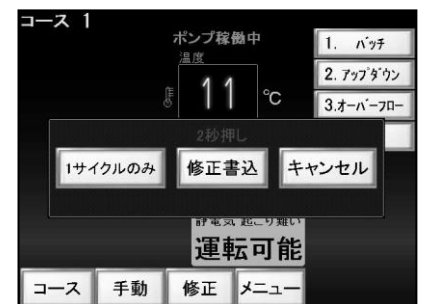 コース 1
ポンプ稼働中
温度
11 ℃
1. バッチ
2. アップダウン
3.オーバーフロー
2秒押し
1サイクルのみ
修正書込
キャンセル
静電気 起こり難い
運転可能
コース
手動
修正
メニュー